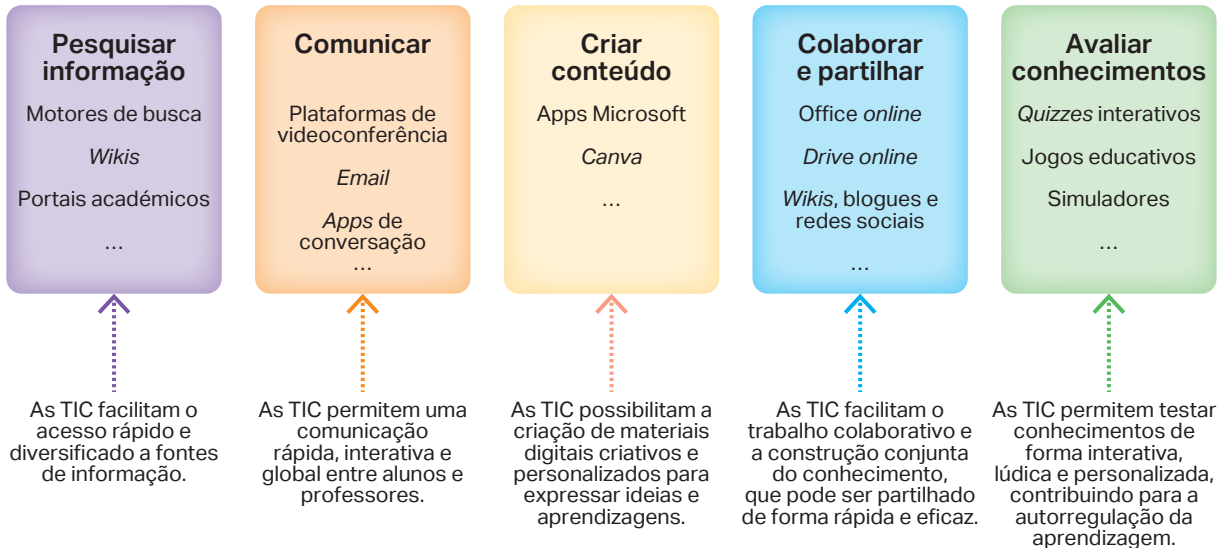 Pesquisar
informação
Motores de busca
Wikis
Portais académicos
...
Comunicar
Plataformas de
videoconferência
Email
Apps de
conversação
...
Criar
conteúdo
Apps Microsoft
Canva
...
Colaborar
e partilhar
Office online
Drive online
Wikis, blogues e
redes sociais
...
Avaliar
conhecimentos
Quizzes interativos
Jogos educativos
Simuladores
...
As TIC facilitam o
acesso rápido e
diversificado a fontes
de informação.
As TIC permitem uma
comunicação
rápida, interativa e
global entre alunos e
professores.
As TIC possibilitam a
criação de materiais
digitais criativos e
personalizados para
expressar ideias e
aprendizagens.
As TIC facilitam o
trabalho colaborativo e
a construção conjunta
do conhecimento,
que pode ser partilhado
de forma rápida e eficaz.
As TIC permitem testar
conhecimentos de
forma interativa,
lúdica e personalizada,
contribuindo para a
autorregulação da
aprendizagem.